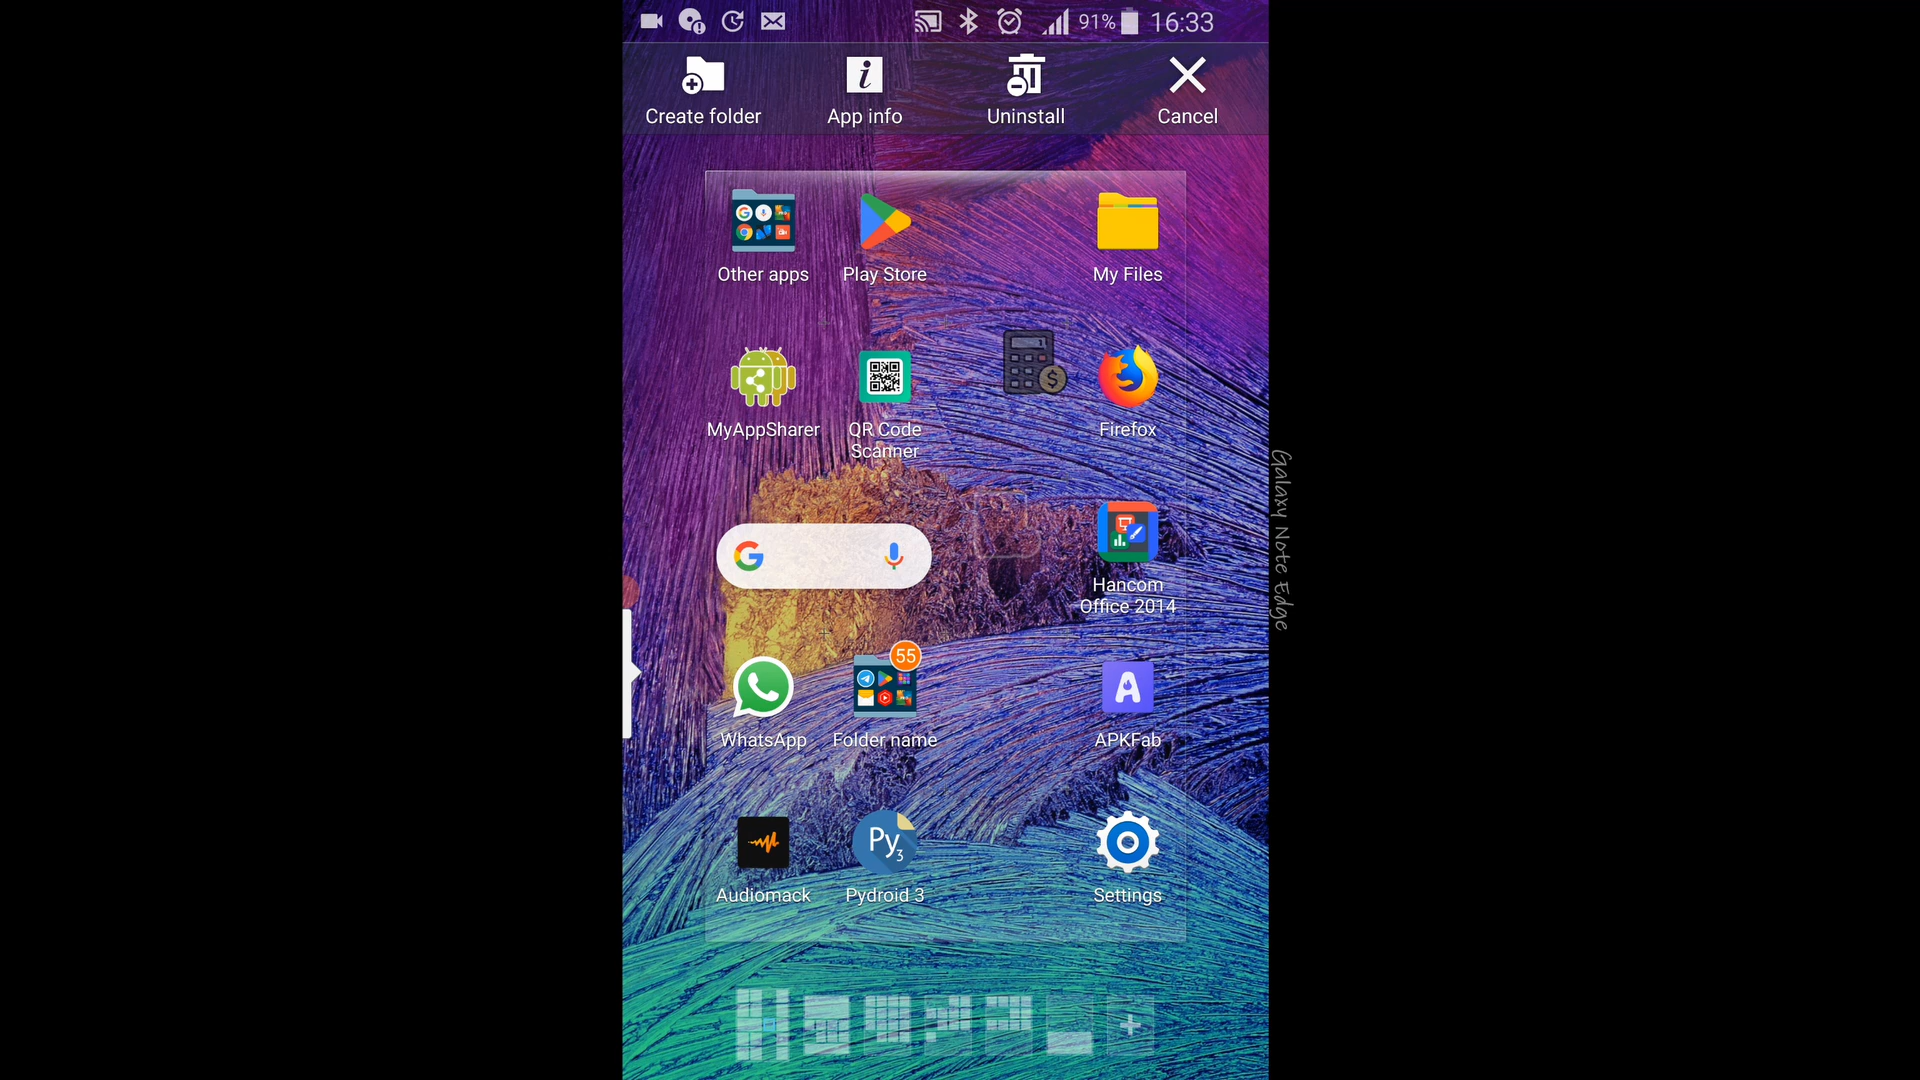 91% 16:33
Create folder App info Uninstall Cancel
Other apps Play Store My Files
MyAppSharer QR Code Scanner Firefox
Galaxy Note Edge
Hancom Office 2014
55
WhatsApp Folder name APKFab
Py3
Audiomack Pydroid 3 Settings